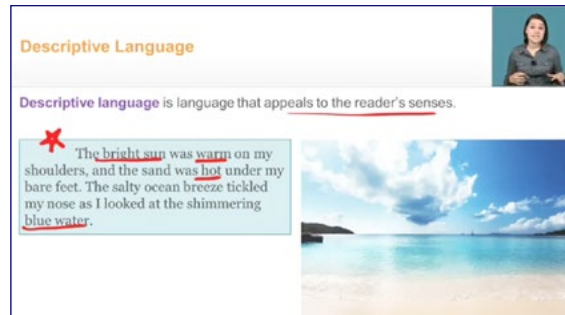 Descriptive Language
Descriptive language is language that appeals to the reader's senses.
The bright sun was warm on my
shoulders, and the sand was hot under my
bare feet. The salty ocean breeze tickled
my nose as I looked at the shimmering
blue water.